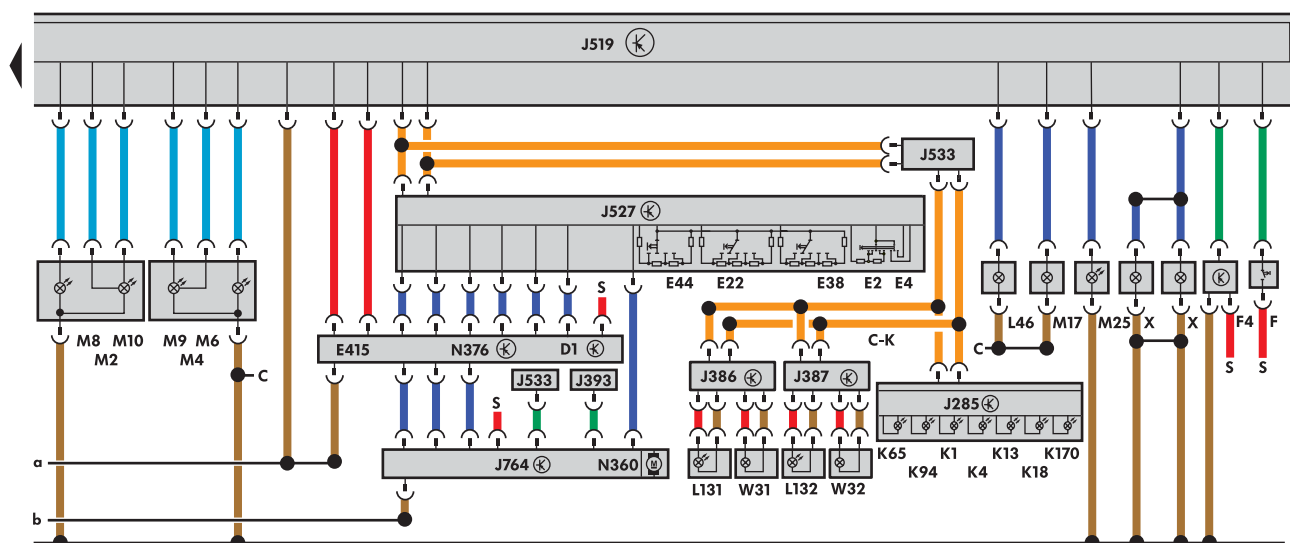 J519
J533
J527
E44 E22 E38 E2 E4
S
M8 M10 M9 M6
M2 M4
E415 N376 D1
L46 M17 M25 X X F4 F
C-K
C
C
S S
J533 J393
J386 J387
S
J285
a
J764 N360
K65 K1 K13 K170
K94 K4 K18
M
L131 W31 L132 W32
b